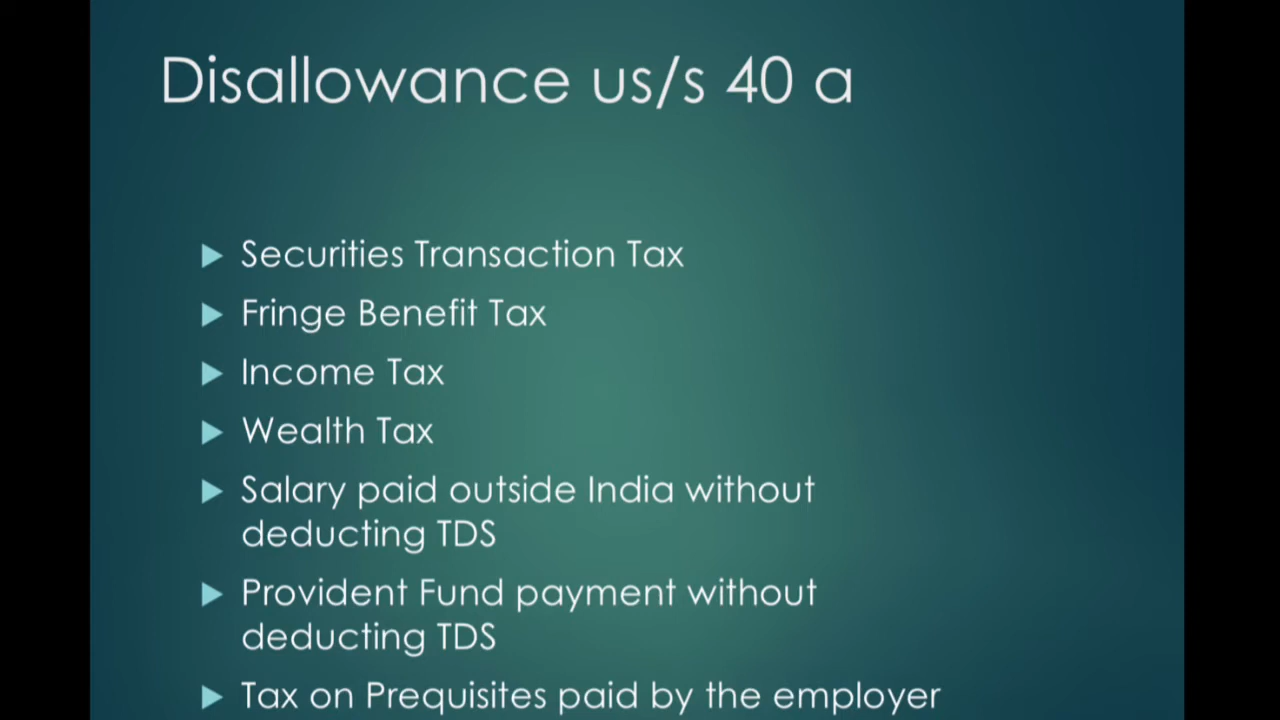 Disallowance us/s 40 a
Securities Transaction Tax
Fringe Benefit Tax
Income Tax
Wealth Tax
Salary paid outside India without
deducting TDS
Provident Fund payment without
deducting TDS
Tax on Prequisites paid by the employer